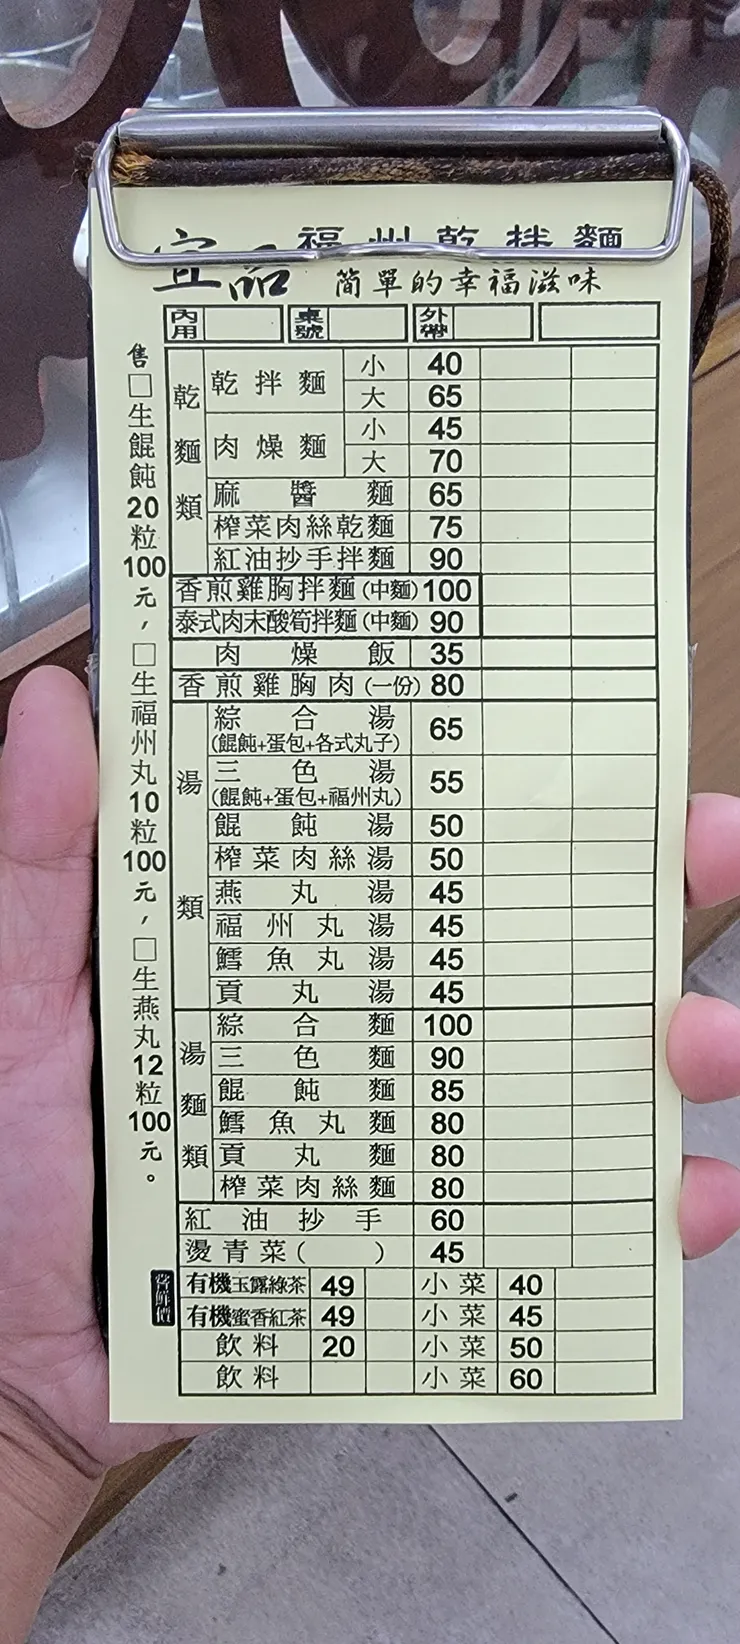 宜品 福州乾拌麵
簡單的幸福滋味
內用 桌號 外帶
售□生餛飩20粒100元，□生福州丸10粒100元，□生燕丸12粒100元。
乾麵類
乾拌麵 小 40
大 65
肉燥麵 小 45
大 70
麻醬麵 65
榨菜肉絲乾麵 75
紅油抄手拌麵 90
香煎雞胸拌麵(中麵) 100
泰式肉末酸筍拌麵(中麵) 90
肉燥飯 35
香煎雞胸肉(一份) 80
湯類
綜合湯 65
(餛飩+蛋包+各式丸子)
三色湯 55
(餛飩+蛋包+福州丸)
餛飩湯 50
榨菜肉絲湯 50
燕丸湯 45
福州丸湯 45
鱈魚丸湯 45
貢丸湯 45
湯麵類
綜合麵 100
三色麵 90
餛飩麵 85
鱈魚丸麵 80
貢丸麵 80
榨菜肉絲麵 80
紅油抄手 60
燙青菜( ) 45
有機玉露綠茶 49 小菜 40
有機蜜香紅茶 49 小菜 45
飲料 20 小菜 50
飲料 小菜 60